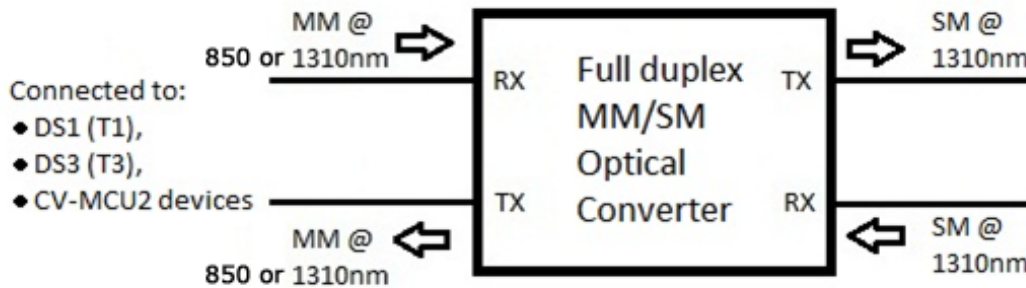 MM @
850 or 1310nm
Connected to:
◆ DS1 (T1),
◆ DS3 (T3),
◆ CV-MCU2 devices
MM @
850 or 1310nm
RX
TX
Full duplex
MM/SM
Optical
Converter
TX
RX
SM @
1310nm
SM @
1310nm